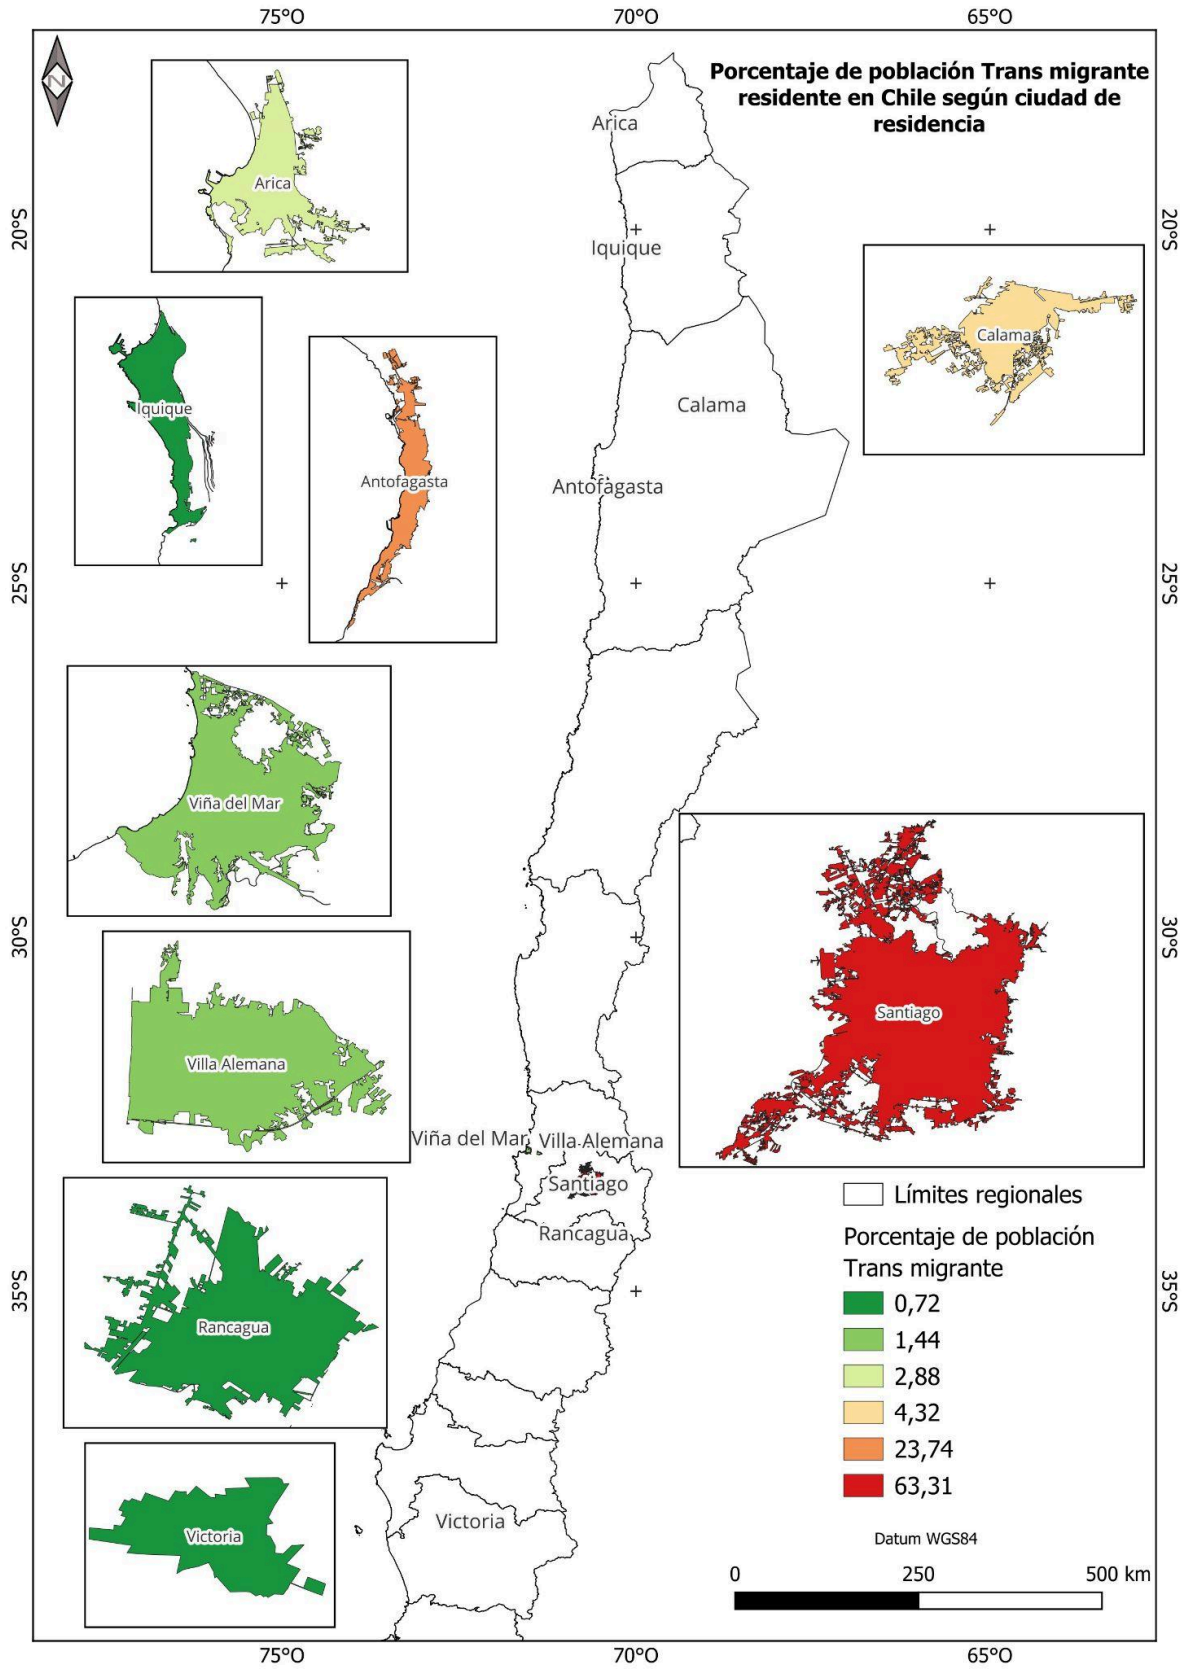 75°O 70°O 65°O
N
Porcentaje de población Trans migrante
residente en Chile según ciudad de
residencia
Arica
Arica
20°S
20°S
Iquique
Calama
Iquique
Calama
Antofagasta
Antofagasta
25°S
25°S
Viña del Mar
30°S
30°S
Santiago
Villa Alemana
Viña del Mar
Villa Alemana
Santiago
Rancagua
35°S
35°S
Rancagua
Victoria
Victoria
Límites regionales
Porcentaje de población
Trans migrante
0,72
1,44
2,88
4,32
23,74
63,31
Datum WGS84
0 250 500 km
75°O 70°O 65°O